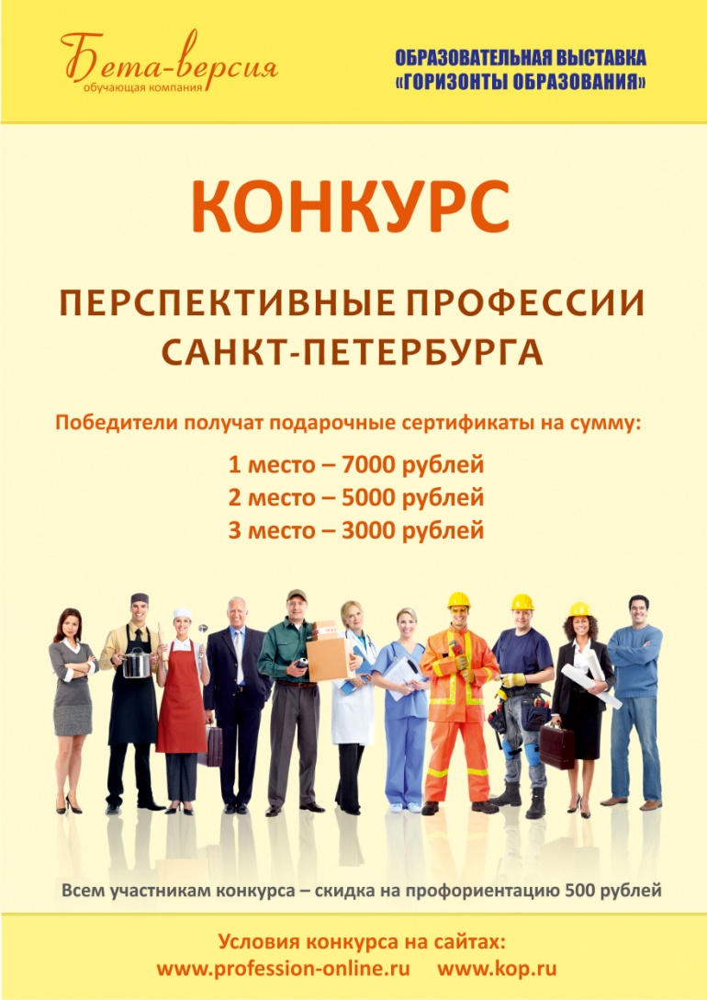 Бета-версия
обучающая компания
ОБРАЗОВАТЕЛЬНАЯ ВЫСТАВКА
«ГОРИЗОНТЫ ОБРАЗОВАНИЯ»
КОНКУРС
ПЕРСПЕКТИВНЫЕ ПРОФЕССИИ
САНКТ-ПЕТЕРБУРГА
Победители получат подарочные сертификаты на сумму:
1 место – 7000 рублей
2 место – 5000 рублей
3 место – 3000 рублей
Всем участникам конкурса – скидка на профориентацию 500 рублей
Условия конкурса на сайтах:
www.profession-online.ru www.kop.ru